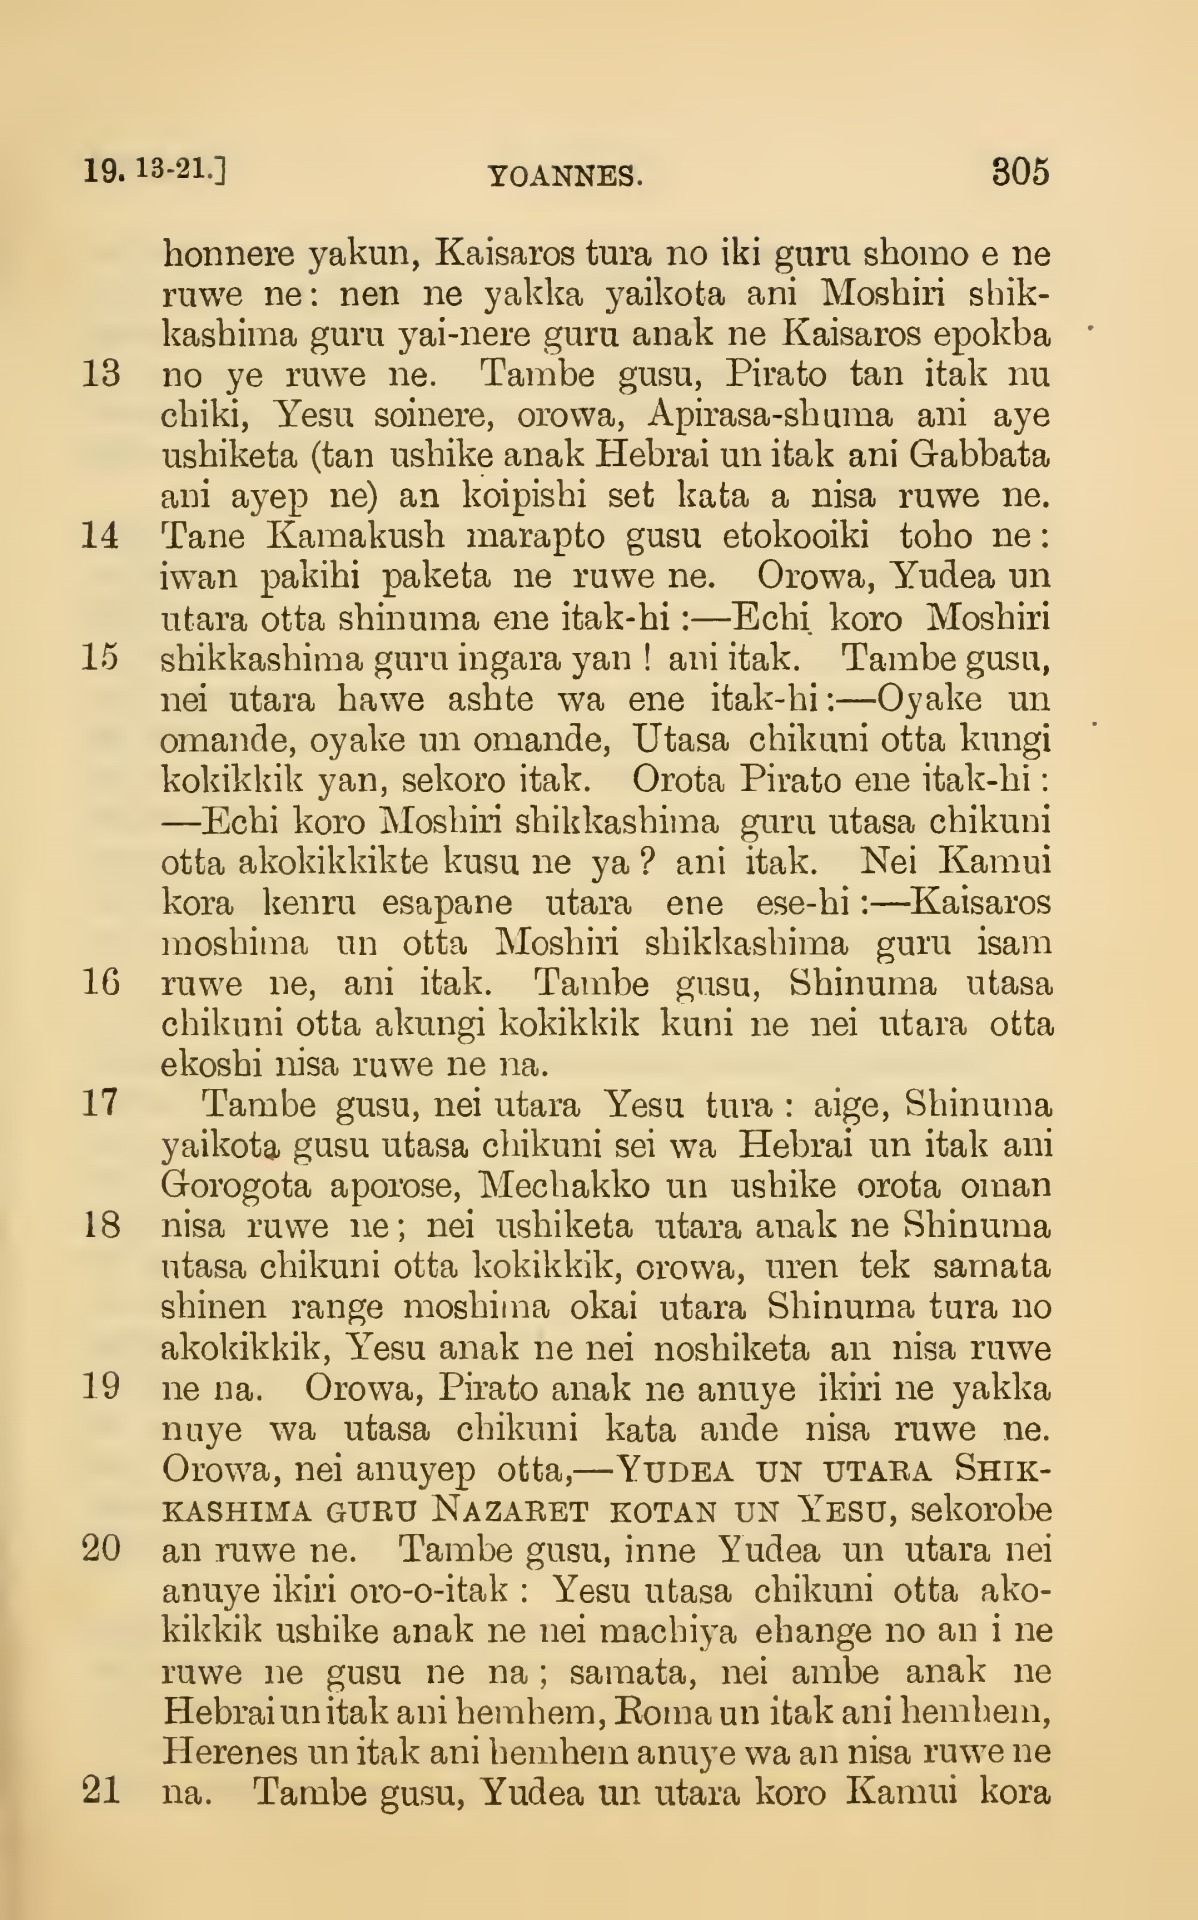 19. 13-21.] YOANNES. 305
honnere yakun, Kaisaros tura no iki guru shomo e ne
ruwe ne: nen ne yakka yaikota ani Moshiri shik-
kashima guru yai-nere guru anak ne Kaisaros epokba
13 no ye ruwe ne. Tambe gusu, Pirato tan itak nu
chiki, Yesu soinere, orowa, Apirasa-shuma ani aye
ushiketa (tan ushike anak Hebrai un itak ani Gabbata
ani ayep ne) an koipishi set kata a nisa ruwe ne.
14 Tane Kamakush marapto gusu etokooiki toho ne:
iwan pakihi paketa ne ruwe ne. Orowa, Yudea un
utara otta shinuma ene itak-hi:—Echi koro Moshiri
15 shikkashima guru ingara yan! ani itak. Tambe gusu,
nei utara hawe ashte wa ene itak-hi:—Oyake un
omande, oyake un omande, Utasa chikuni otta kungi
kokikkik yan, sekoro itak. Orota Pirato ene itak-hi:
—Echi koro Moshiri shikkashima guru utasa chikuni
otta akokikkikte kusu ne ya? ani itak. Nei Kamui
kora kenru esapane utara ene ese-hi:—Kaisaros
moshima un otta Moshiri shikkashima guru isam
16 ruwe ne, ani itak. Tambe gusu, Shinuma utasa
chikuni otta akungi kokikkik kuni ne nei utara otta
ekoshi nisa ruwe ne na.
17 Tambe gusu, nei utara Yesu tura: aige, Shinuma
yaikota gusu utasa chikuni sei wa Hebrai un itak ani
Gorogota aporose, Mechakko un ushike orota oman
18 nisa ruwe ne; nei ushiketa utara anak ne Shinuma
utasa chikuni otta kokikkik, orowa, uren tek samata
shinen range moshima okai utara Shinuma tura no
akokikkik, Yesu anak ne nei noshiketa an nisa ruwe
19 ne na. Orowa, Pirato anak ne anuye ikiri ne yakka
nuye wa utasa chikuni kata ande nisa ruwe ne.
Orowa, nei anuyep otta,—YUDEA UN UTARA SHIK-
KASHIMA GURU NAZARET KOTAN UN YESU, sekorobe
20 an ruwe ne. Tambe gusu, inne Yudea un utara nei
anuye ikiri oro-o-itak: Yesu utasa chikuni otta ako-
kikkik ushike anak ne nei machiya ehange no an i ne
ruwe ne gusu ne na; samata, nei ambe anak ne
Hebrai un itak ani hemhem, Roma un itak ani hemhem,
Herenes un itak ani hemhem anuye wa an nisa ruwe ne
21 na. Tambe gusu, Yudea un utara koro Kamui kora